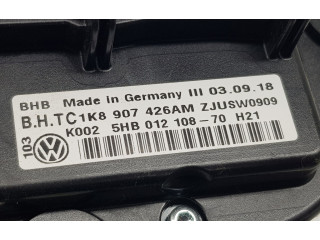 BHB Made in Germany III 03.09.18
B.H.TC1K8 907 426AM ZJUSW0909
K002 5HB 012 108-70 H21
103